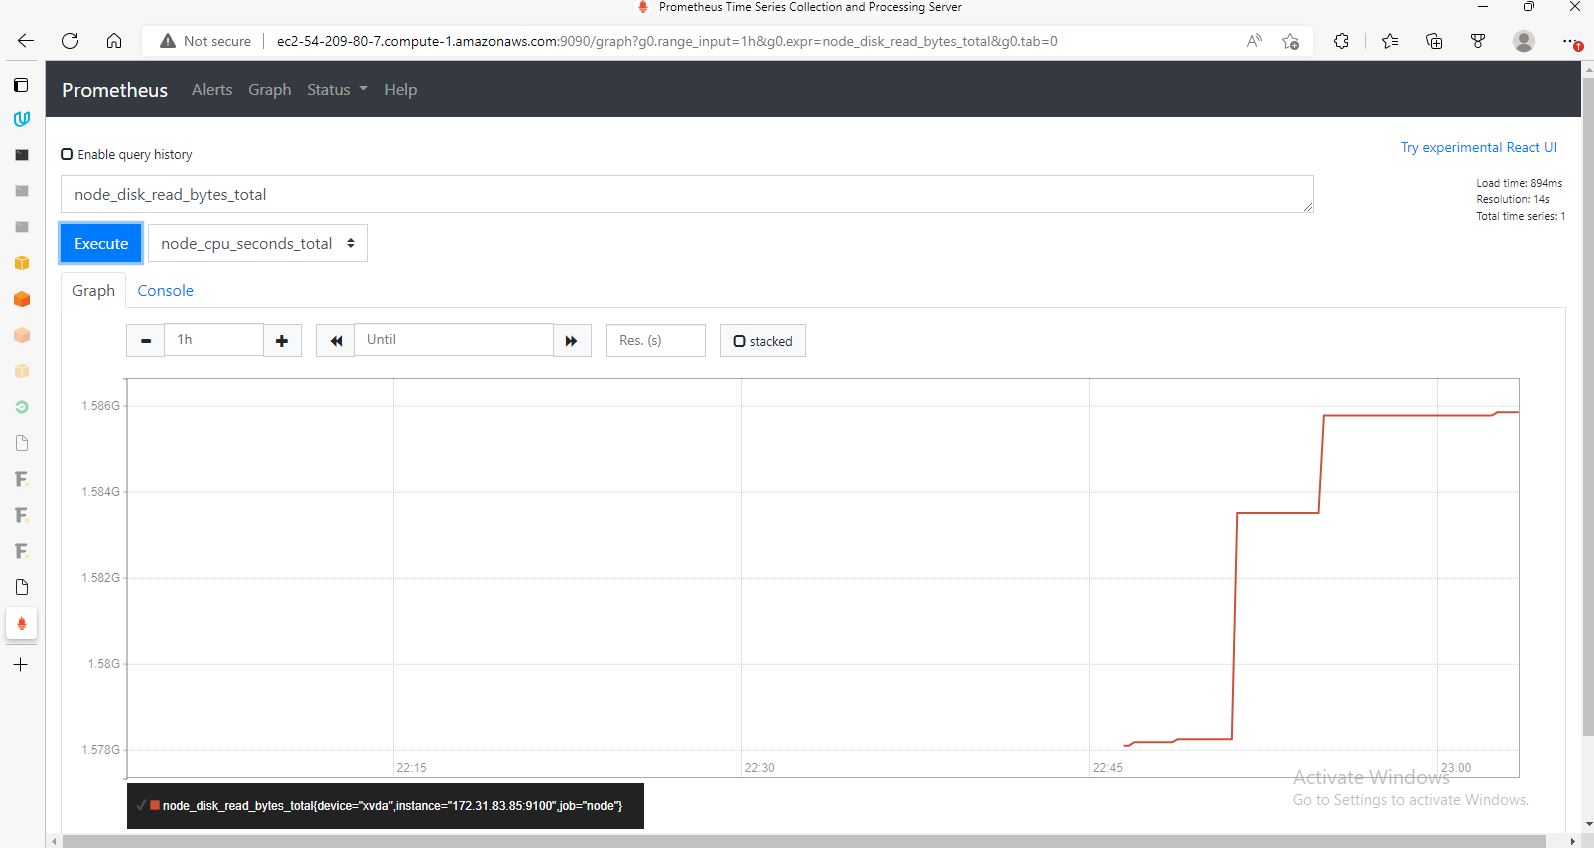 Prometheus Time Series Collection and Processing Server
Not secure ec2-54-209-80-7.compute-1.amazonaws.com:9090/graph?g0.range_input=1h&g0.expr=node_disk_read_bytes_total&g0.tab=0
Prometheus Alerts Graph Status Help
Enable query history
Try experimental React UI
node_disk_read_bytes_total
Load time: 894ms
Resolution: 14s
Total time series: 1
Execute node_cpu_seconds_total
Graph Console
1h Until Res. (s) stacked
1.586G
1.584G
1.582G
1.58G
1.578G
22:15 22:30 22:45 23:00
Activate Windows
Go to Settings to activate Windows.
node_disk_read_bytes_total{device="xvda",instance="172.31.83.85:9100",job="node"}